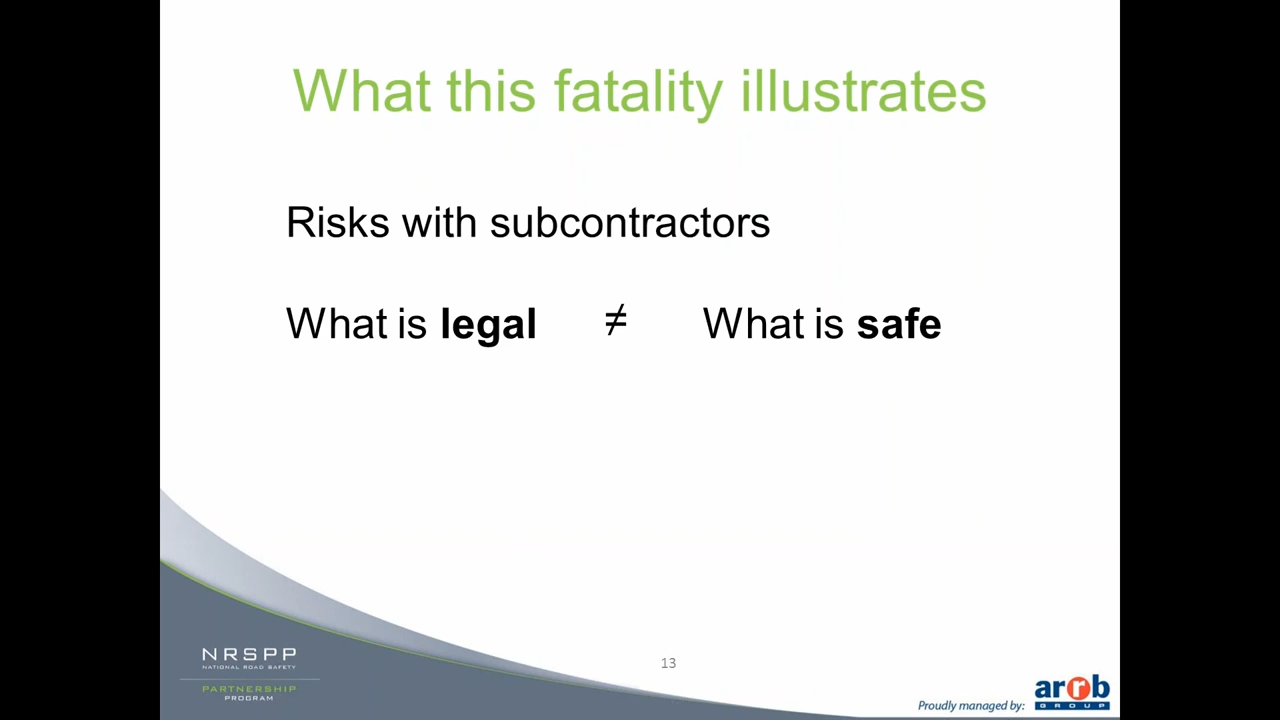 What this fatality illustrates
Risks with subcontractors
What is legal ≠ What is safe
NRSPP
NATIONAL ROAD SAFETY
PARTNERSHIP
PROGRAM
13
Proudly managed by:
arrb
GROUP